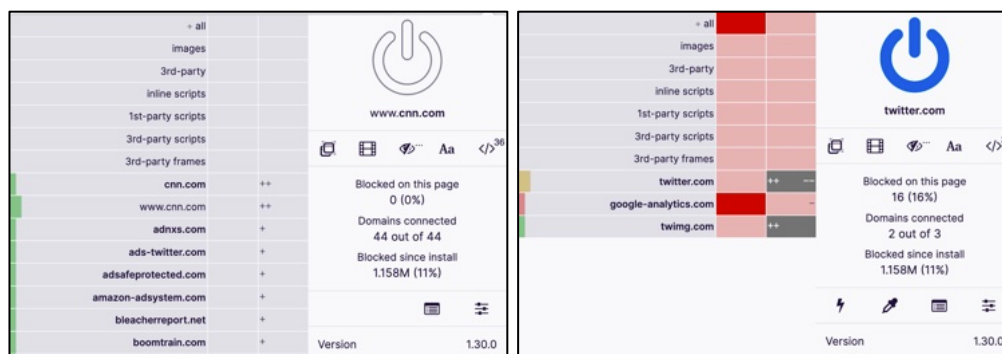 + all
images
3rd-party
inline scripts
1st-party scripts
3rd-party scripts
3rd-party frames
cnn.com ++
www.cnn.com ++
adnxs.com +
ads-twitter.com +
adsafeprotected.com +
amazon-adsystem.com +
bleacherreport.net +
boomtrain.com +
www.cnn.com
Aa </> 36
Blocked on this page
0 (0%)
Domains connected
44 out of 44
Blocked since install
1.158M (11%)
Version 1.30.0
+ all
images
3rd-party
inline scripts
1st-party scripts
3rd-party scripts
3rd-party frames
twitter.com ++ --
google-analytics.com -
twimg.com ++
twitter.com
Aa </>
Blocked on this page
16 (16%)
Domains connected
2 out of 3
Blocked since install
1.158M (11%)
Version 1.30.0